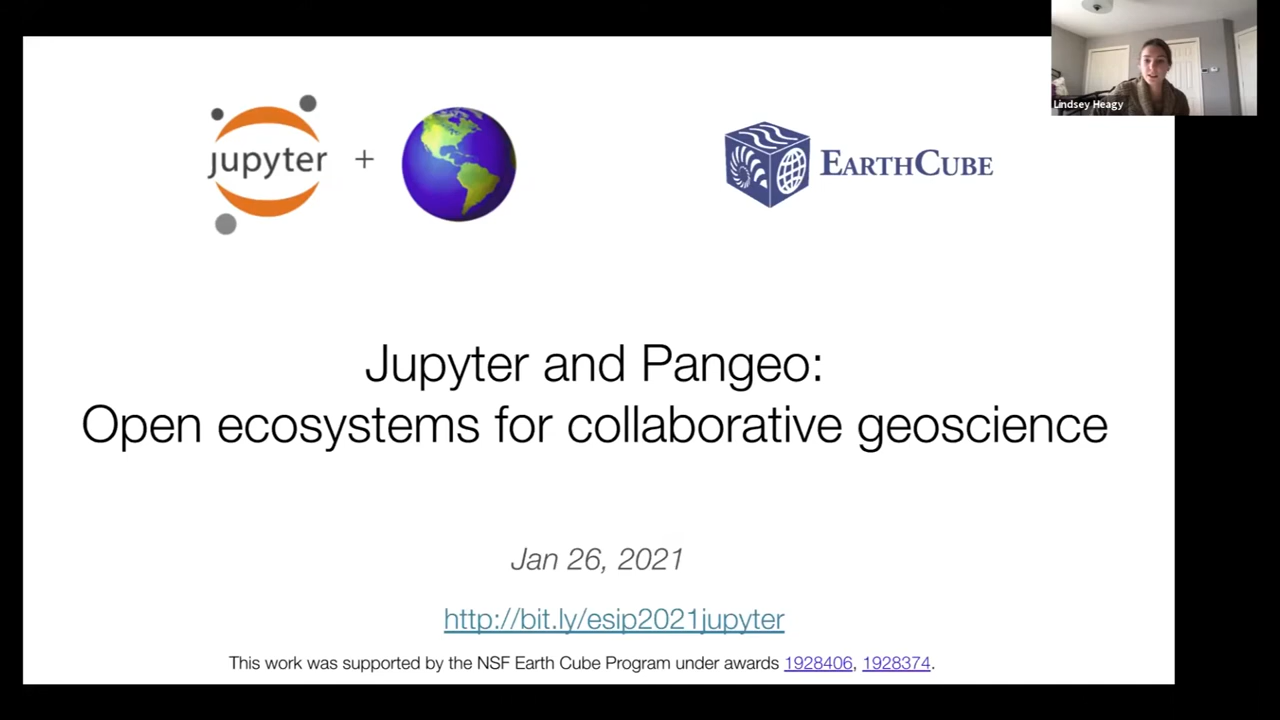 Lindsey Heagy
jupyter +
EARTHCUBE
Jupyter and Pangeo:
Open ecosystems for collaborative geoscience
Jan 26, 2021
http://bit.ly/esip2021jupyter
This work was supported by the NSF Earth Cube Program under awards 1928406, 1928374.